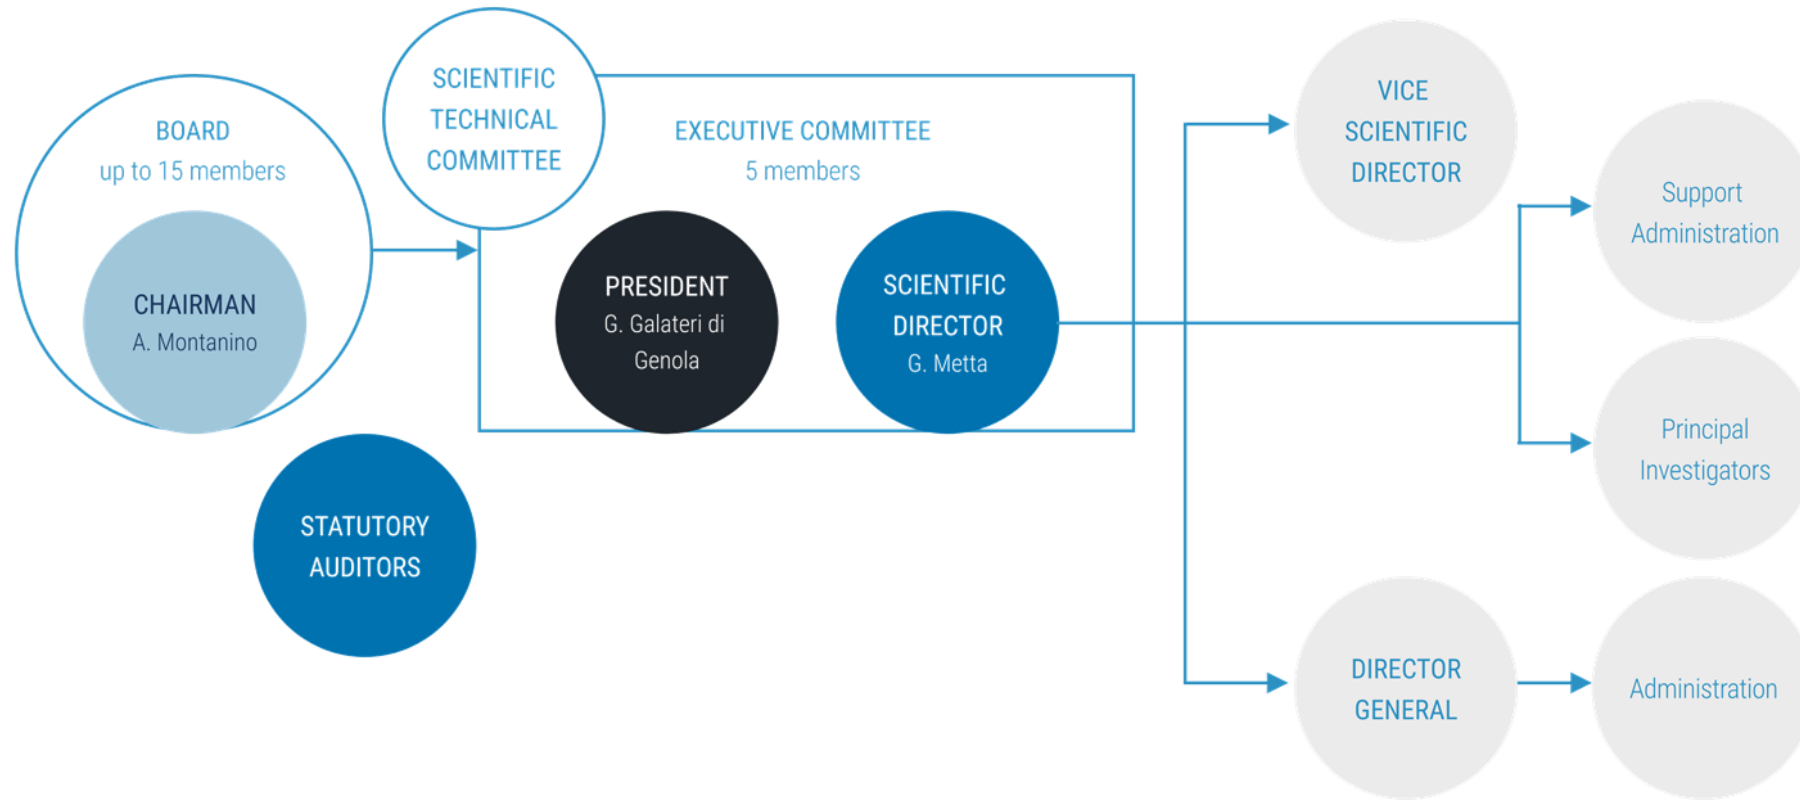 BOARD
up to 15 members
CHAIRMAN
A. Montanino
SCIENTIFIC
TECHNICAL
COMMITTEE
EXECUTIVE COMMITTEE
5 members
PRESIDENT
G. Galateri di
Genola
SCIENTIFIC
DIRECTOR
G. Metta
STATUTORY
AUDITORS
VICE
SCIENTIFIC
DIRECTOR
Support
Administration
Principal
Investigators
DIRECTOR
GENERAL
Administration